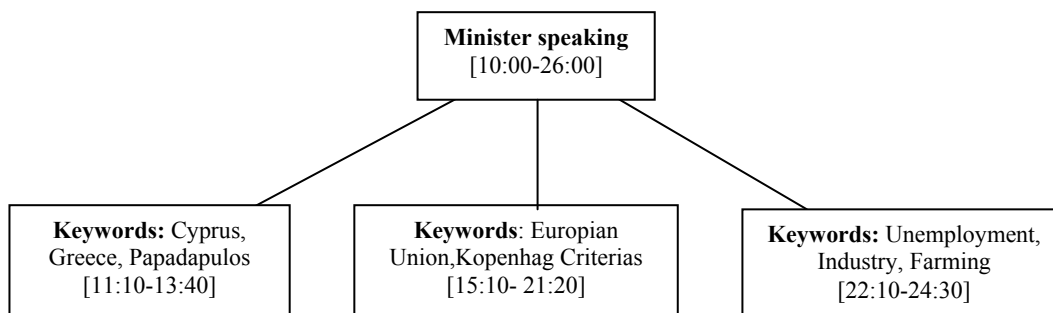 Minister speaking
[10:00-26:00]
Keywords: Cyprus,
Greece, Papadapulos
[11:10-13:40]
Keywords: Europian
Union,Kopenhag Criterias
[15:10- 21:20]
Keywords: Unemployment,
Industry, Farming
[22:10-24:30]